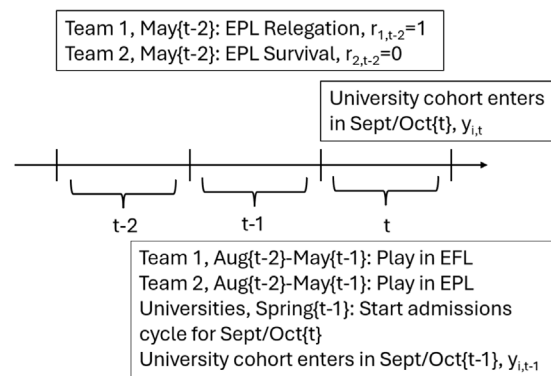 Team 1, May{t-2}: EPL Relegation, r1,t-2=1
Team 2, May{t-2}: EPL Survival, r2,t-2=0
University cohort enters
in Sept/Oct{t}, yi,t
t-2
t-1
t
Team 1, Aug{t-2}-May{t-1}: Play in EFL
Team 2, Aug{t-2}-May{t-1}: Play in EPL
Universities, Spring{t-1}: Start admissions
cycle for Sept/Oct{t}
University cohort enters in Sept/Oct{t-1}, yi,t-1